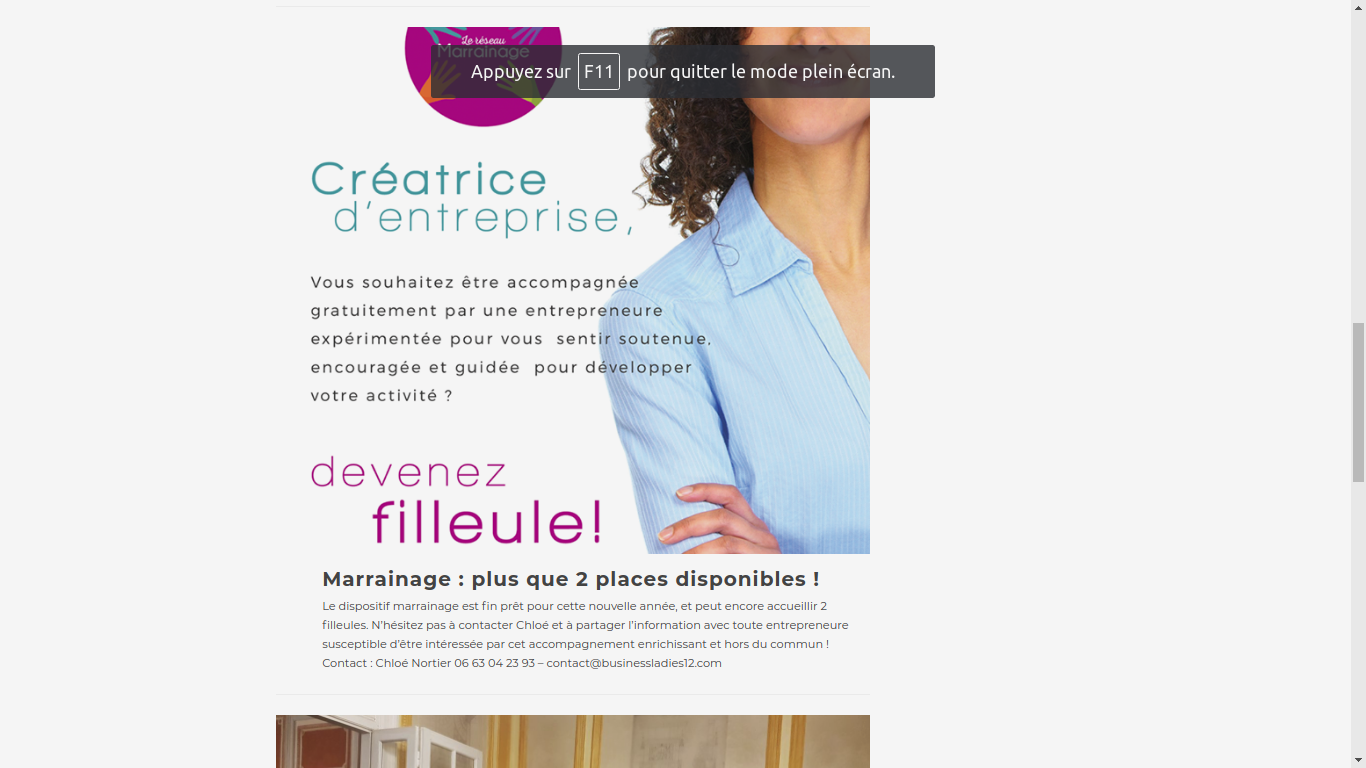 Le réseau
Marrainage
Appuyez sur F11 pour quitter le mode plein écran.
Créatrice
d'entreprise,
Vous souhaitez être accompagnée
gratuitement par une entrepreneure
expérimentée pour vous sentir soutenue,
encouragée et guidée pour développer
votre activité ?
devenez
filleule!
Marrainage : plus que 2 places disponibles !
Le dispositif marrainage est fin prêt pour cette nouvelle année, et peut encore accueillir 2
filleules. N'hésitez pas à contacter Chloé et à partager l'information avec toute entrepreneure
susceptible d'être intéressée par cet accompagnement enrichissant et hors du commun !
Contact : Chloé Nortier 06 63 04 23 93 – contact@businessladies12.com